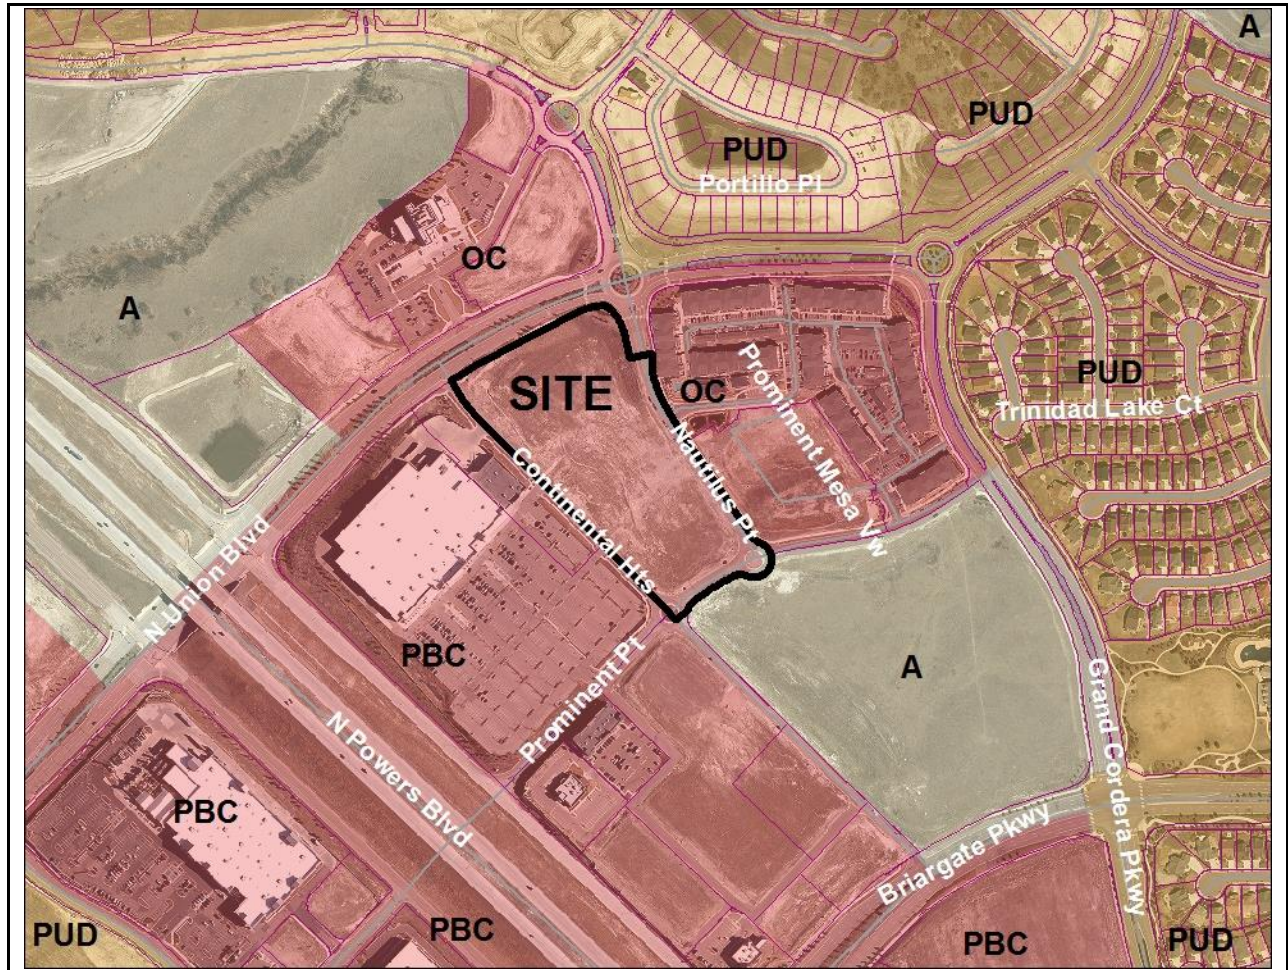 A
PUD
PUD
Portillo Pl
OC
A
PUD
SITE
OC
Prominent Mesa Vw
Trinidad Lake Ct
Nautilus Pt
Continental Hts
N Union Blvd
PBC
Prominent Pt
A
Grand Cordera Pkwy
N Powers Blvd
PBC
Briargate Pkwy
PUD
PBC
PBC
PUD